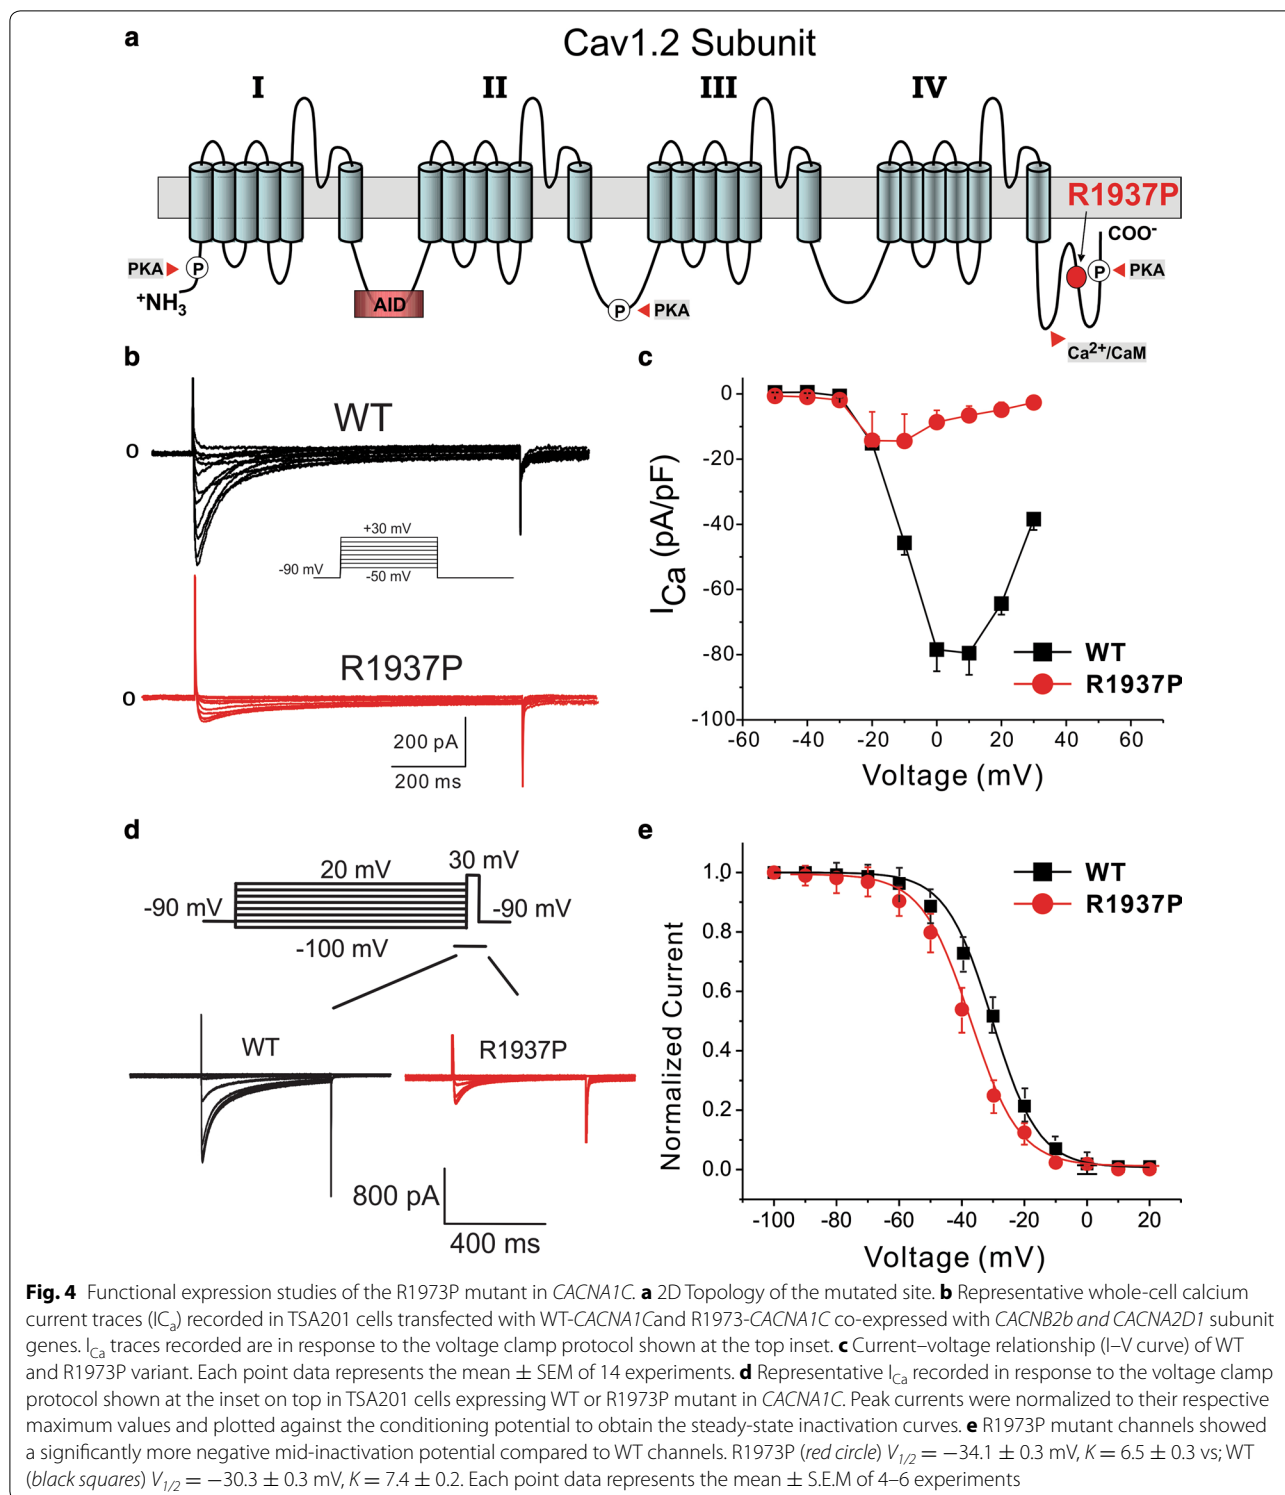 a
Cav1.2 Subunit
I II III IV
R1937P
COO-
PKA P
P PKA
+NH3
AID
P PKA
Ca2+/CaM
b
WT
0
+30 mV
-90 mV
-50 mV
R1937P
0
200 pA
200 ms
c
0
-20
-40
-60
-80
-100
ICa (pA/pF)
WT
R1937P
-60 -40 -20 0 20 40 60
Voltage (mV)
d
20 mV 30 mV
-90 mV -90 mV
-100 mV
WT R1937P
800 pA
400 ms
e
1.0
0.8
0.6
0.4
0.2
0.0
Normalized Current
WT
R1937P
-100 -80 -60 -40 -20 0 20
Voltage (mV)
Fig. 4 Functional expression studies of the R1973P mutant in CACNA1C. a 2D Topology of the mutated site. b Representative whole-cell calcium
current traces (ICa) recorded in TSA201 cells transfected with WT-CACNA1Cand R1973-CACNA1C co-expressed with CACNB2b and CACNA2D1 subunit
genes. ICa traces recorded are in response to the voltage clamp protocol shown at the top inset. c Current–voltage relationship (I–V curve) of WT
and R1973P variant. Each point data represents the mean ± SEM of 14 experiments. d Representative ICa recorded in response to the voltage clamp
protocol shown at the inset on top in TSA201 cells expressing WT or R1973P mutant in CACNA1C. Peak currents were normalized to their respective
maximum values and plotted against the conditioning potential to obtain the steady-state inactivation curves. e R1973P mutant channels showed
a significantly more negative mid-inactivation potential compared to WT channels. R1973P (red circle) V1/2 = −34.1 ± 0.3 mV, K = 6.5 ± 0.3 vs; WT
(black squares) V1/2 = −30.3 ± 0.3 mV, K = 7.4 ± 0.2. Each point data represents the mean ± S.E.M of 4–6 experiments